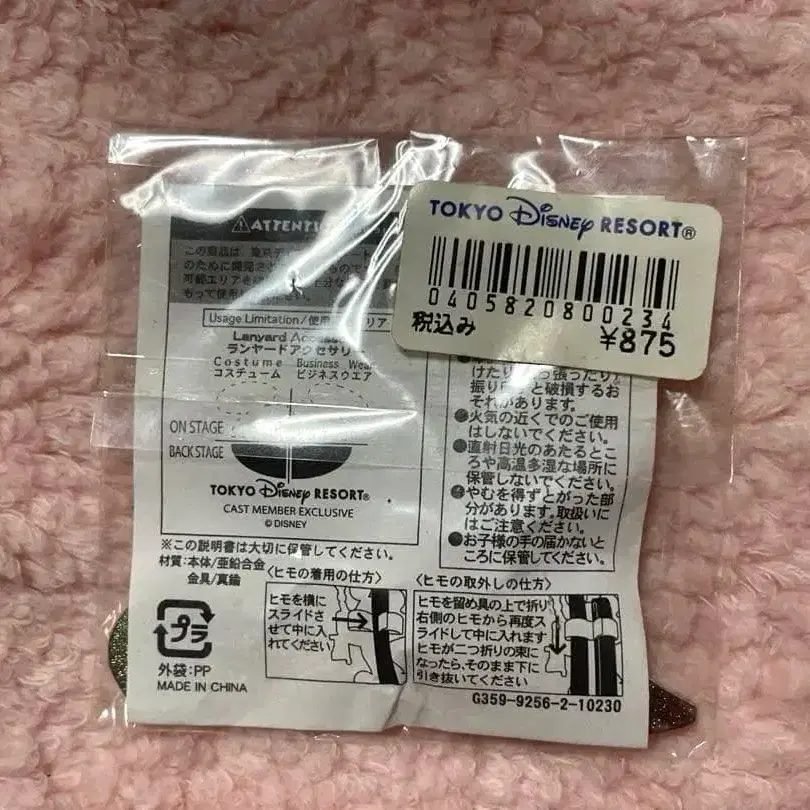 TOKYO Disney RESORT®
0405820800234
税込み
¥875
⚠ATTENTI
この商品は、東京デ
のために開発さ
可能エリアを
もって使用
Usage Limitation/使用 リア
Lanyard Access
ランヤードアクセサリ
Costume Business Wea
コスチューム ビジネスウエア
ON STAGE
BACK STAGE
TOKYO Disney RESORT®
CAST MEMBER EXCLUSIVE
© DISNEY
けたり っ張ったり
振り と破損するお
それがあります。
●火気の近くでのご使用
はしないでください。
●直射日光のあたるとこ
ろや高温多湿な場所に
保管しないでください。
●やむを得ずとがった部
分があります。取扱いに
はご注意ください。
●お子様の手の届かないと
ころに保管してください。
※この説明書は大切に保管してください。
材質:本体/亜鉛合金
金具/真鍮
プラ
外袋:PP
MADE IN CHINA
〈ヒモの着用の仕方〉
ヒモを横に
スライドさ
せて中に入
れてください
〈ヒモの取外しの仕方〉
ヒモを留め具の上で折り
右側のヒモから再度ス
ライドして中に入れます
ヒモが二つ折りの束に
なったら、そのまま下に
引き抜いてください
G359-9256-2-10230